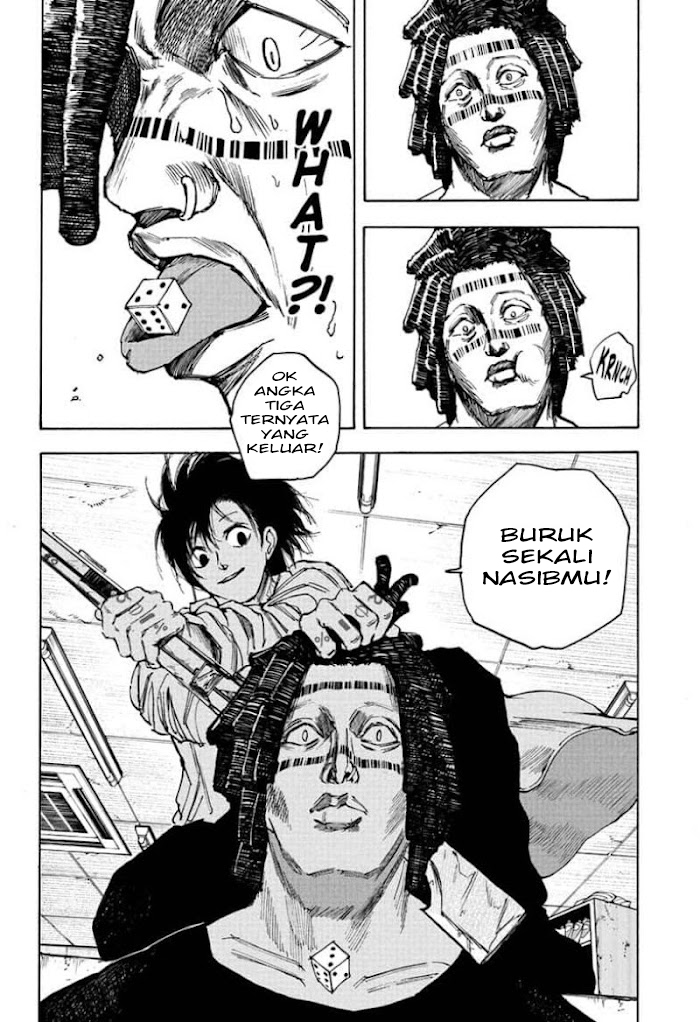 WHAT?!
KRNCH
OK
ANGKA
TIGA
TERNYATA
YANG
KELUAR!
BURUK
SEKALI
NASIBMU!